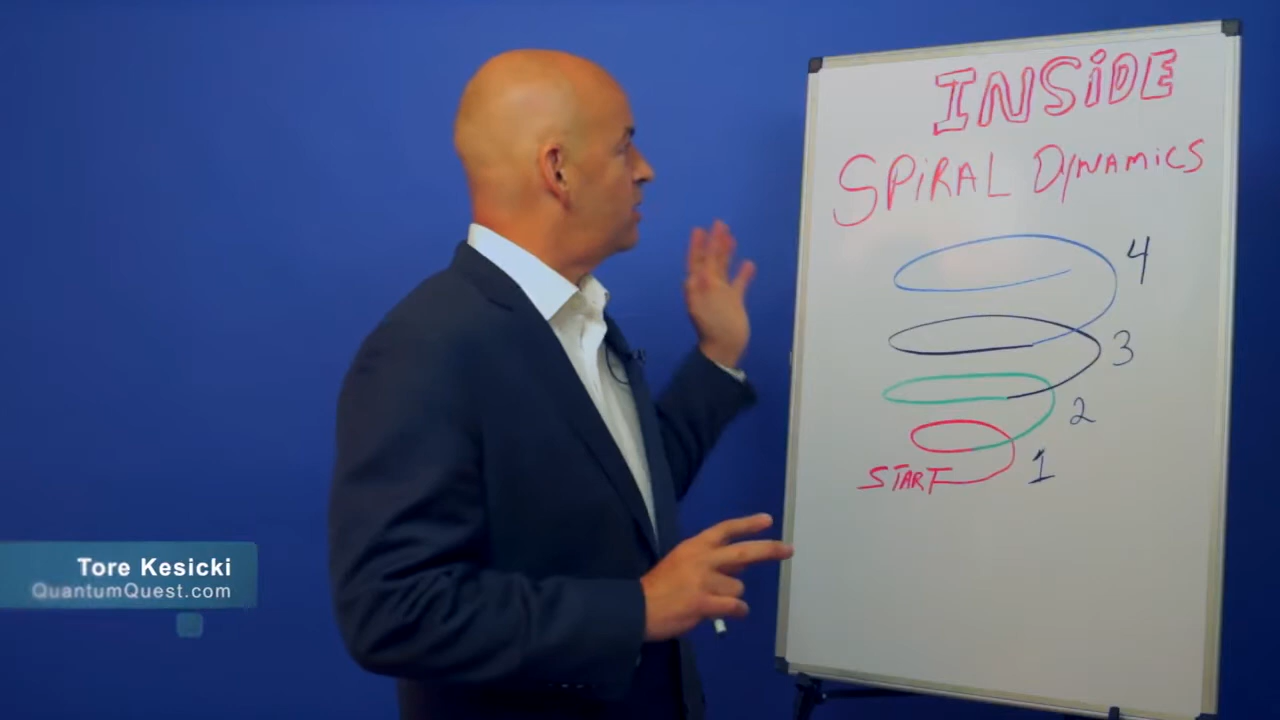 INSiDE
SPiRAL DYNAMICS
4
3
2
1
START
Tore Kesicki
QuantumQuest.com